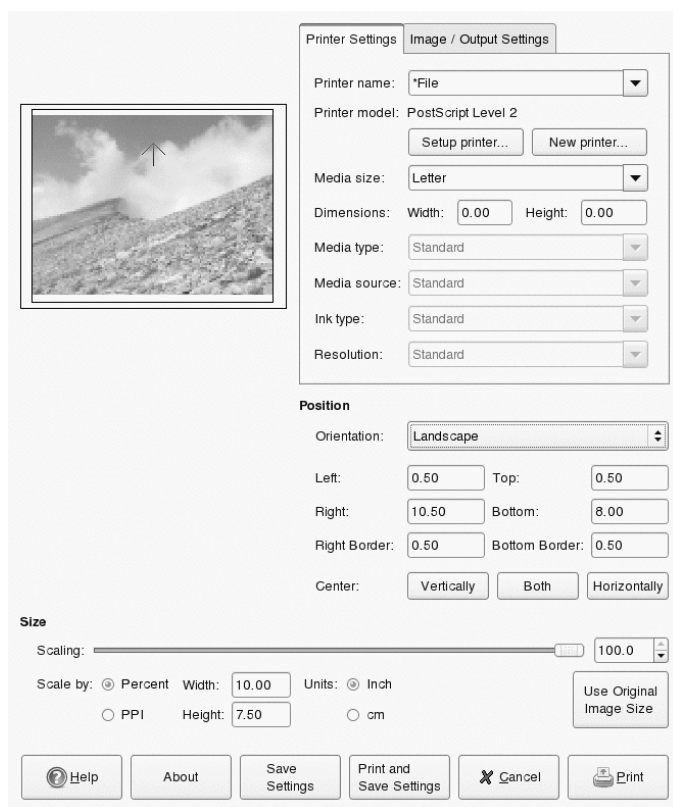 Printer Settings Image / Output Settings
Printer name: *File
Printer model: PostScript Level 2
Setup printer... New printer...
Media size: Letter
Dimensions: Width: 0.00 Height: 0.00
Media type: Standard
Media source: Standard
Ink type: Standard
Resolution: Standard
Position
Orientation: Landscape
Left: 0.50 Top: 0.50
Right: 10.50 Bottom: 8.00
Right Border: 0.50 Bottom Border: 0.50
Center: Vertically Both Horizontally
Size
Scaling: 100.0
Scale by: Percent Width: 10.00 Units: Inch
PPI Height: 7.50 cm
Use Original
Image Size
Help About Save
Settings Print and
Save Settings Cancel Print